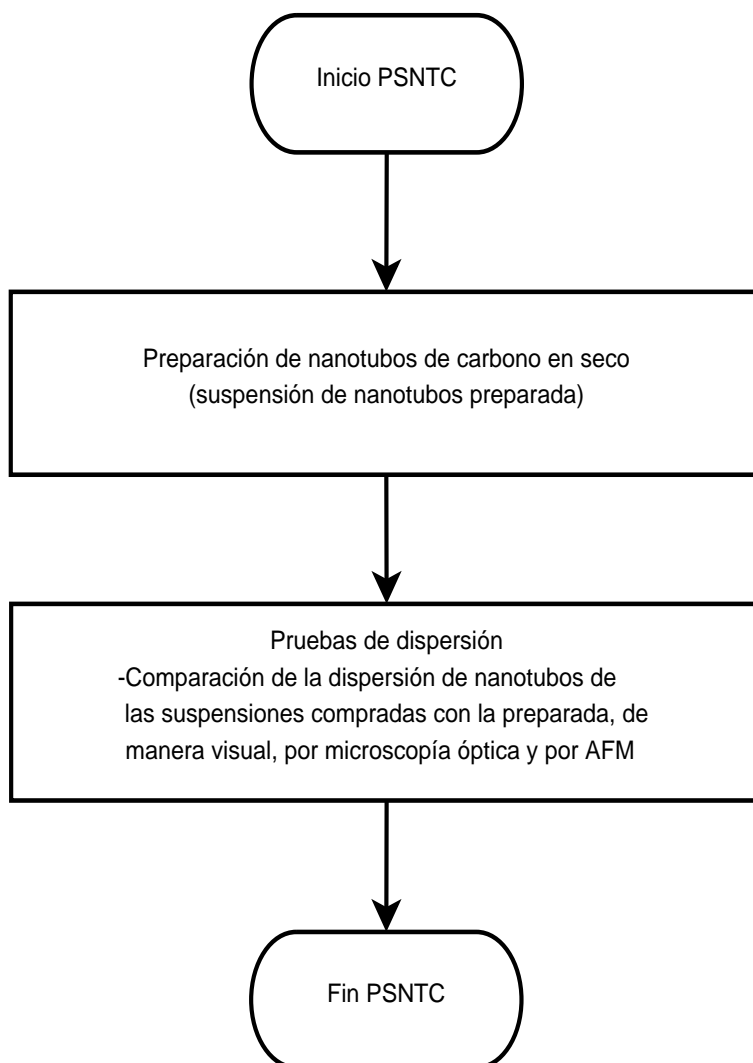 Inicio PSNTC
Preparación de nanotubos de carbono en seco
(suspensión de nanotubos preparada)
Pruebas de dispersión
-Comparación de la dispersión de nanotubos de
las suspensiones compradas con la preparada, de
manera visual, por microscopía óptica y por AFM
Fin PSNTC